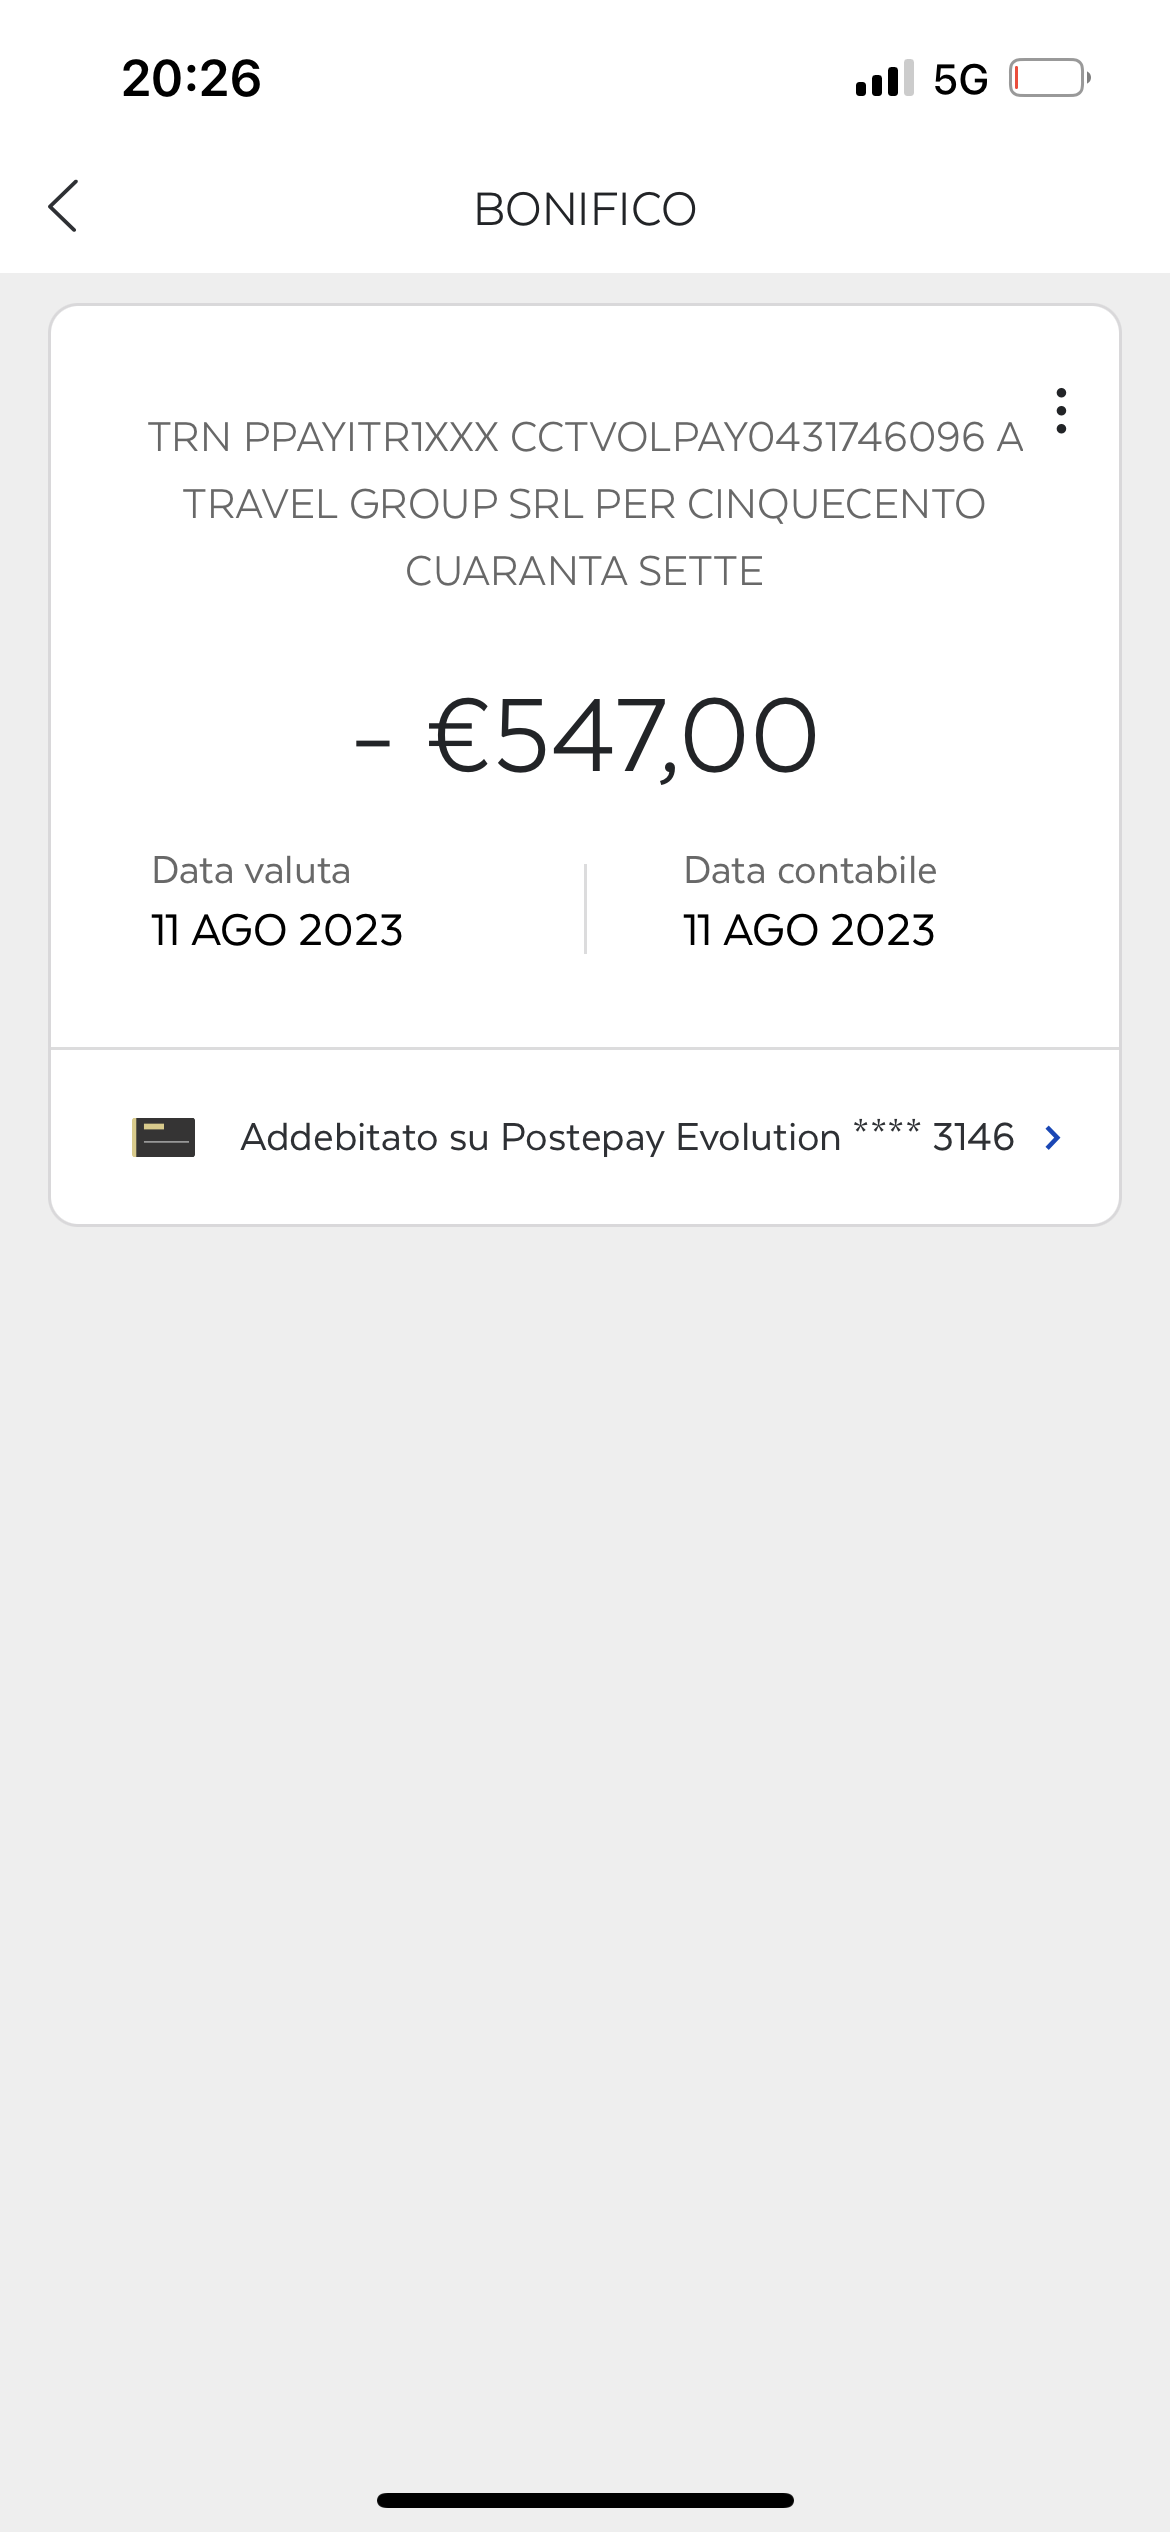 20:26
5G
BONIFICO
TRN PPAYITR1XXX CCTVOLPAY0431746096 A
TRAVEL GROUP SRL PER CINQUECENTO
CUARANTA SETTE
- €547,00
Data valuta
11 AGO 2023
Data contabile
11 AGO 2023
Addebitato su Postepay Evolution **** 3146